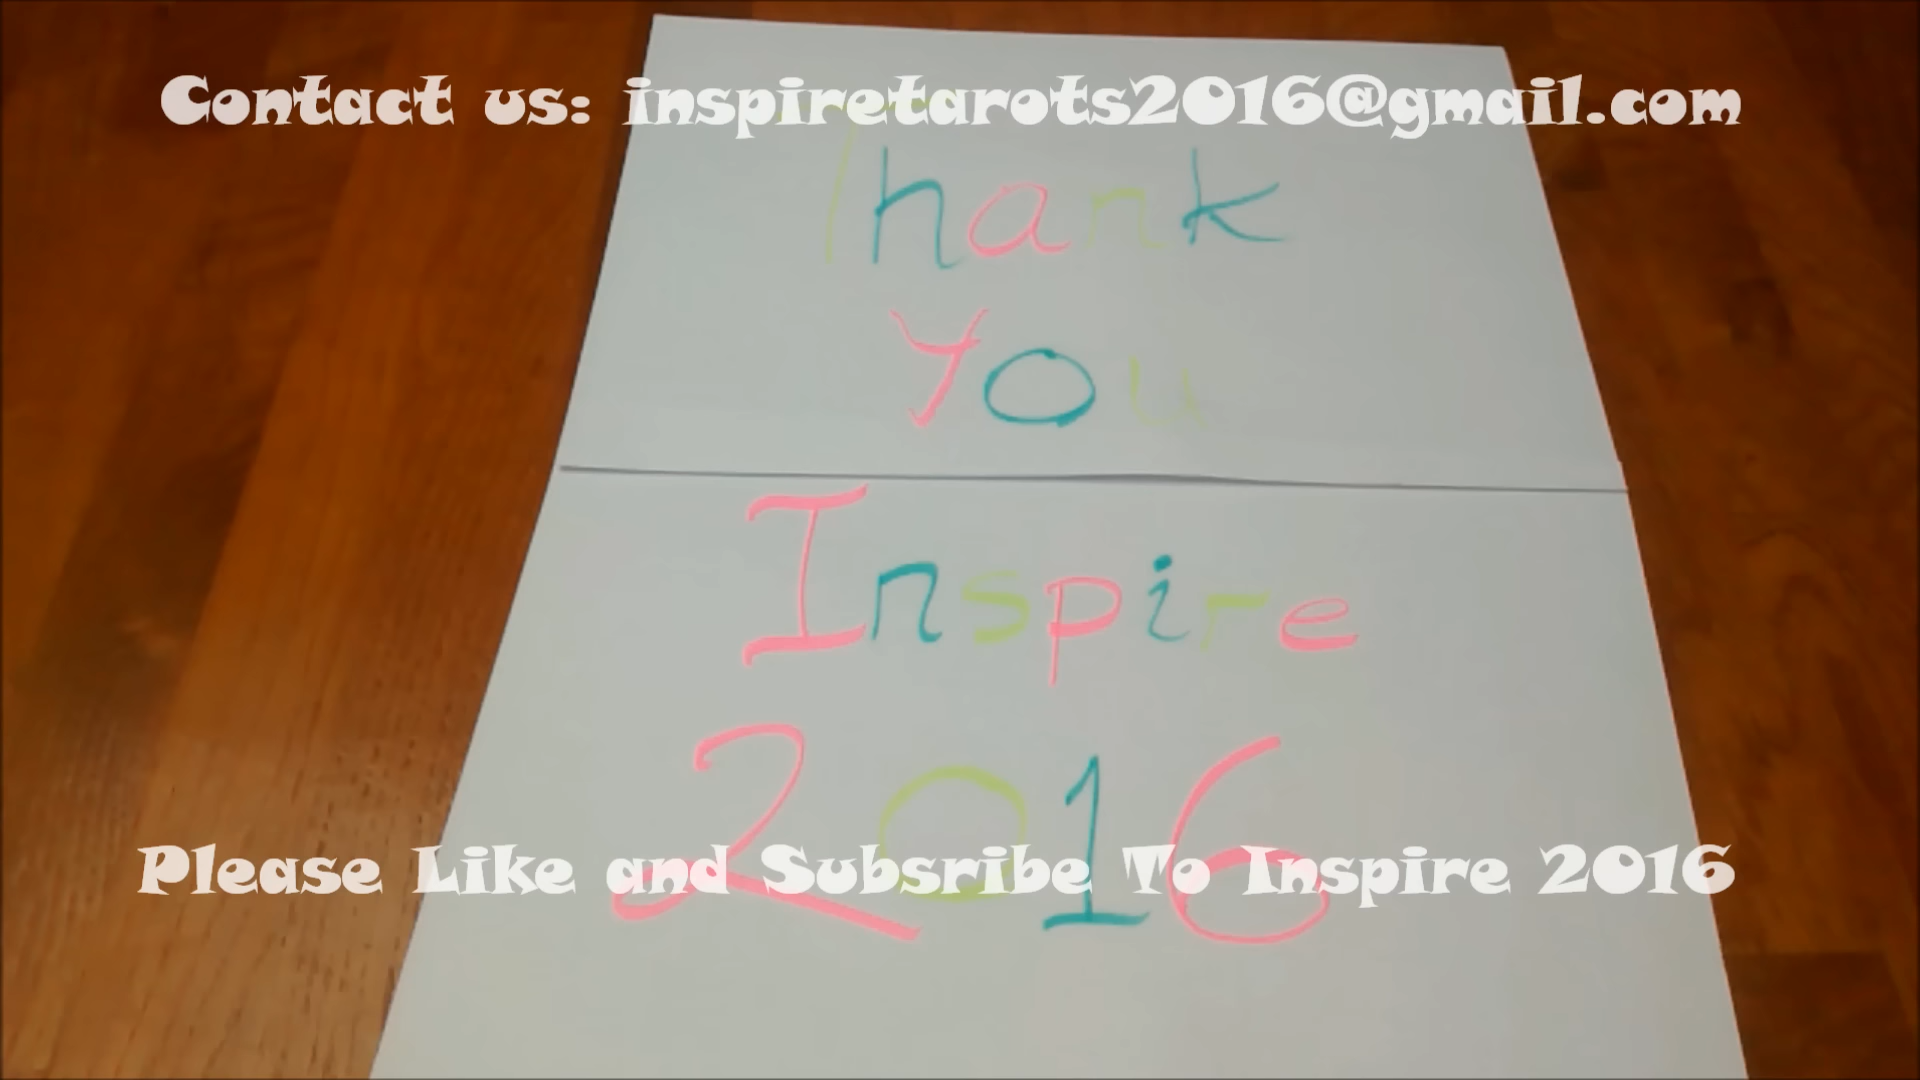 Contact us: inspiretarots2016@gmail.com
Thank
You
Inspire
2016
Please Like and Subsribe To Inspire 2016